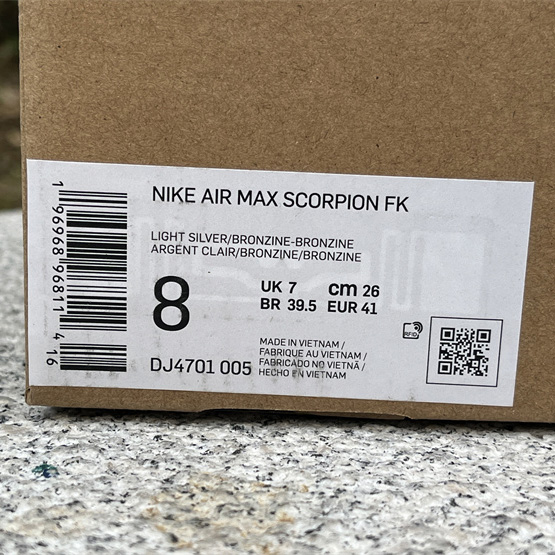 NIKE AIR MAX SCORPION FK
LIGHT SILVER/BRONZINE-BRONZINE
ARGENT CLAIR/BRONZINE/BRONZINE
8
UK 7 cm 26
BR 39.5 EUR 41
DJ4701 005
MADE IN VIETNAM /
FABRIQUE AU VIETNAM /
FABRICADO NO VIETNÃ /
HECHO EN VIETNAM
RFID
1 96968 96811 4 16